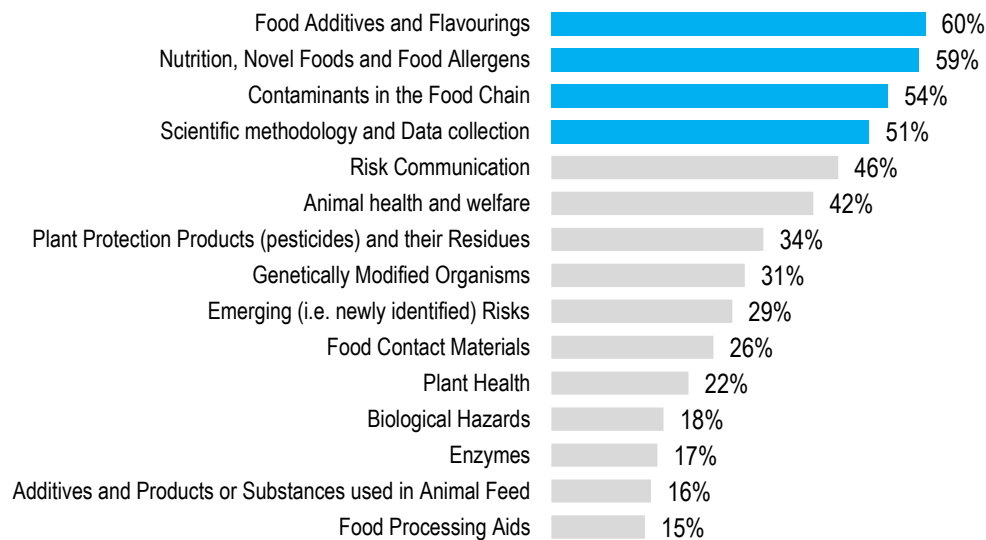 Food Additives and Flavourings 60%
Nutrition, Novel Foods and Food Allergens 59%
Contaminants in the Food Chain 54%
Scientific methodology and Data collection 51%
Risk Communication 46%
Animal health and welfare 42%
Plant Protection Products (pesticides) and their Residues 34%
Genetically Modified Organisms 31%
Emerging (i.e. newly identified) Risks 29%
Food Contact Materials 26%
Plant Health 22%
Biological Hazards 18%
Enzymes 17%
Additives and Products or Substances used in Animal Feed 16%
Food Processing Aids 15%